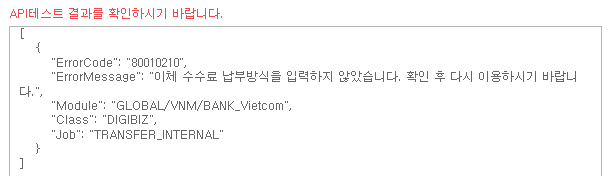 API테스트 결과를 확인하시기 바랍니다.
[
{
"ErrorCode": "80010210",
"ErrorMessage": "이체 수수료 납부방식을 입력하지 않았습니다. 확인 후 다시 이용하시기 바랍니
다.",
"Module": "GLOBAL/VNM/BANK_Vietcom",
"Class": "DIGIBIZ",
"Job": "TRANSFER_INTERNAL"
}
]